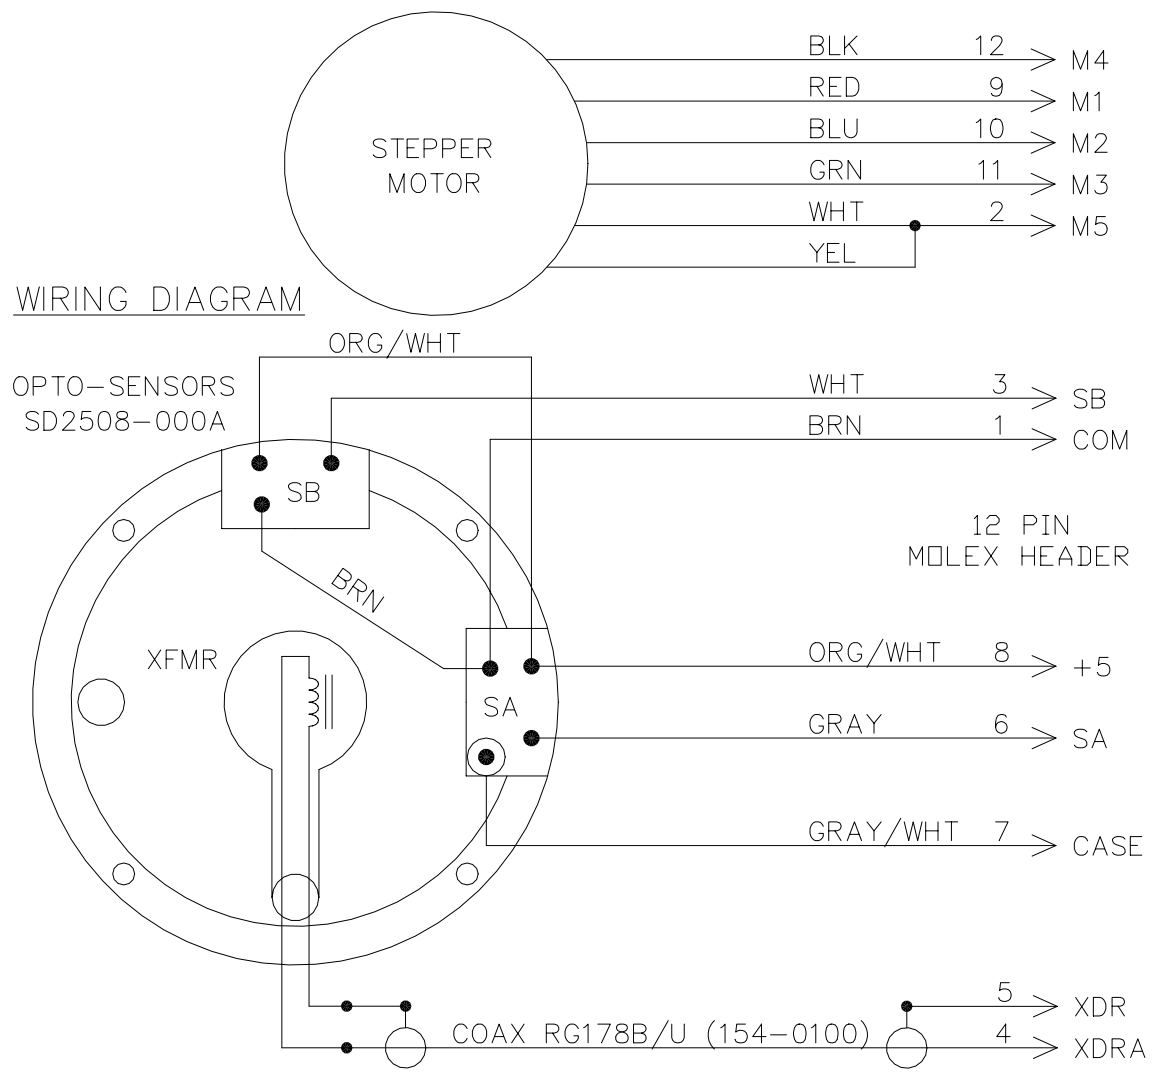 BLK 12 M4
RED 9 M1
BLU 10 M2
STEPPER
MOTOR
GRN 11 M3
WHT 2 M5
YEL
WIRING DIAGRAM
ORG/WHT
OPTO-SENSORS
SD2508-000A
WHT 3 SB
BRN 1 COM
SB
12 PIN
MOLEX HEADER
BRN
XFMR
ORG/WHT 8 +5
SA
GRAY 6 SA
GRAY/WHT 7 CASE
5 XDR
COAX RG178B/U (154-0100) 4 XDRA